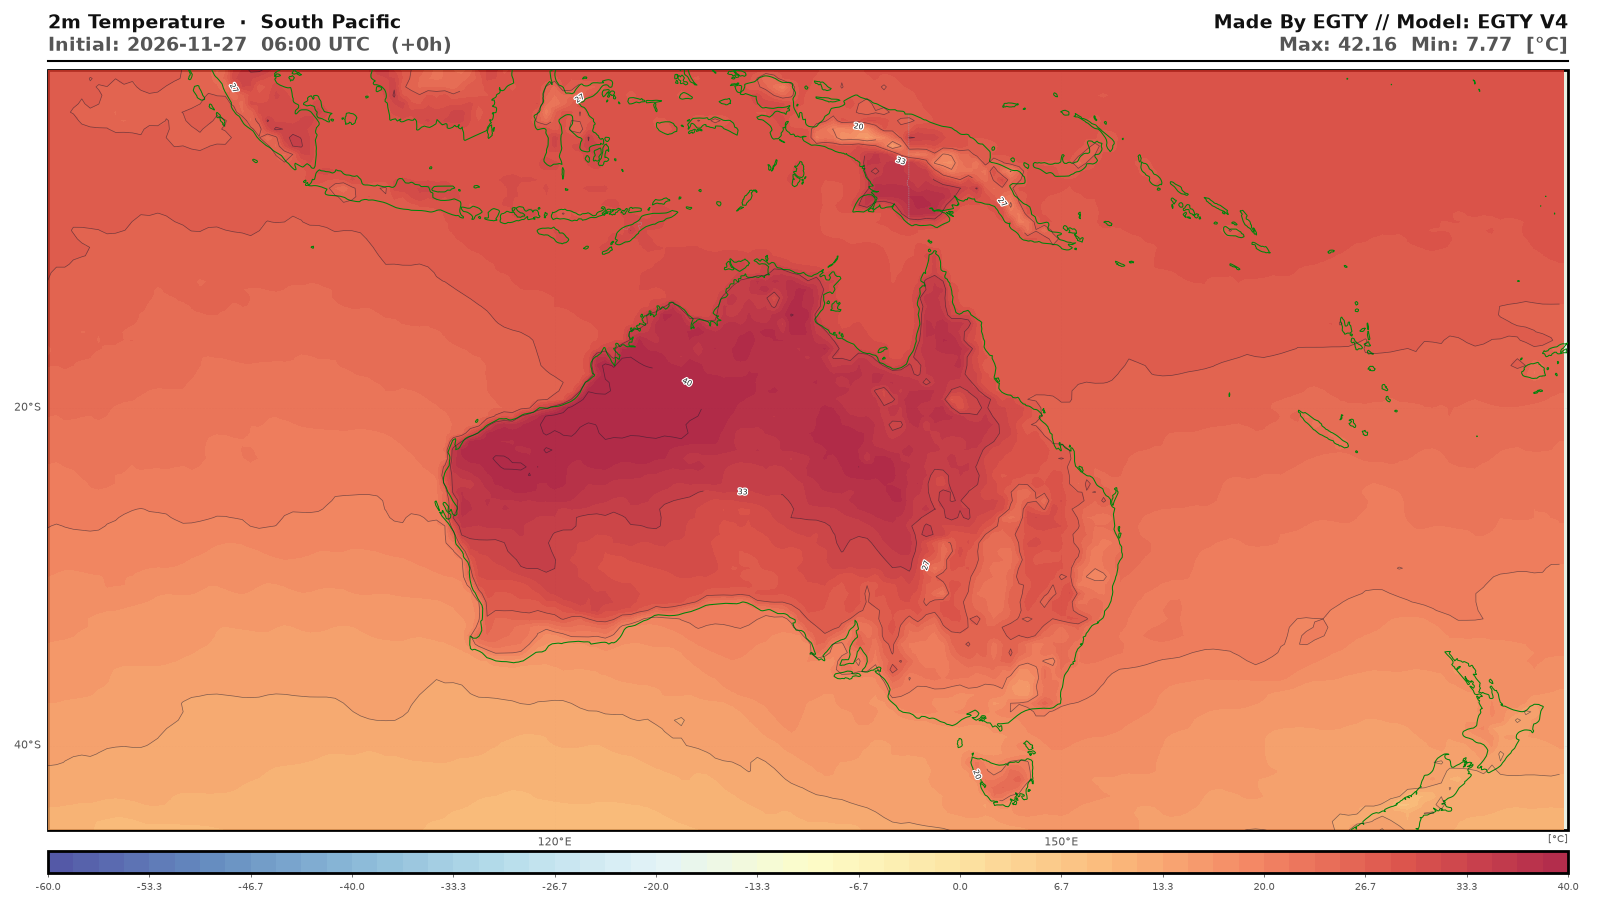 2m Temperature · South Pacific
Made By EGTY // Model: EGTY V4
Initial: 2026-11-27 06:00 UTC (+0h)
Max: 42.16 Min: 7.77 [°C]
27
27
20
33
27
40
20°S
33
27
40°S
20
120°E
150°E
[°C]
-60.0
-53.3
-46.7
-40.0
-33.3
-26.7
-20.0
-13.3
-6.7
0.0
6.7
13.3
20.0
26.7
33.3
40.0